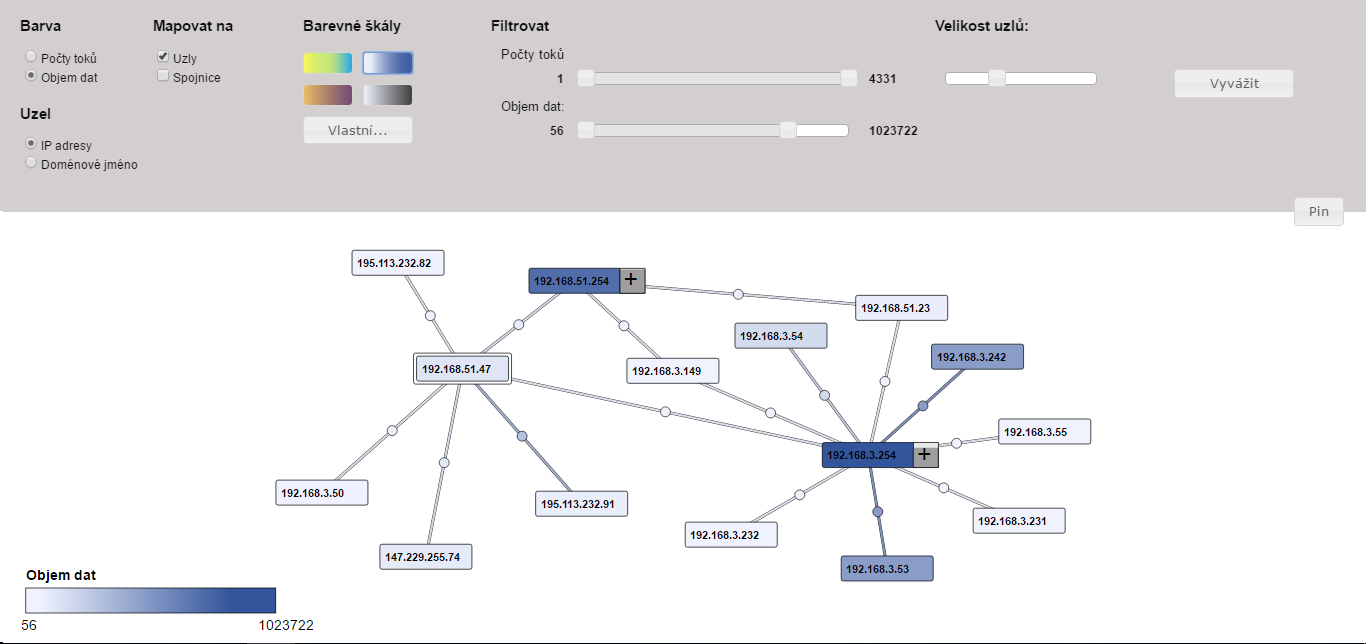 Barva
Počty toků
Objem dat
Uzel
IP adresy
Doménové jméno
Mapovat na
Uzly
Spojnice
Barevné škály
Vlastní...
Filtrovat
Počty toků
1
4331
Objem dat:
56
1023722
Velikost uzlů:
Vyvážit
Pin
195.113.232.82
192.168.51.254
+
192.168.51.23
192.168.3.54
192.168.3.242
192.168.51.47
192.168.3.149
192.168.3.55
192.168.3.254
+
192.168.3.50
195.113.232.91
192.168.3.231
192.168.3.232
147.229.255.74
192.168.3.53
Objem dat
56
1023722